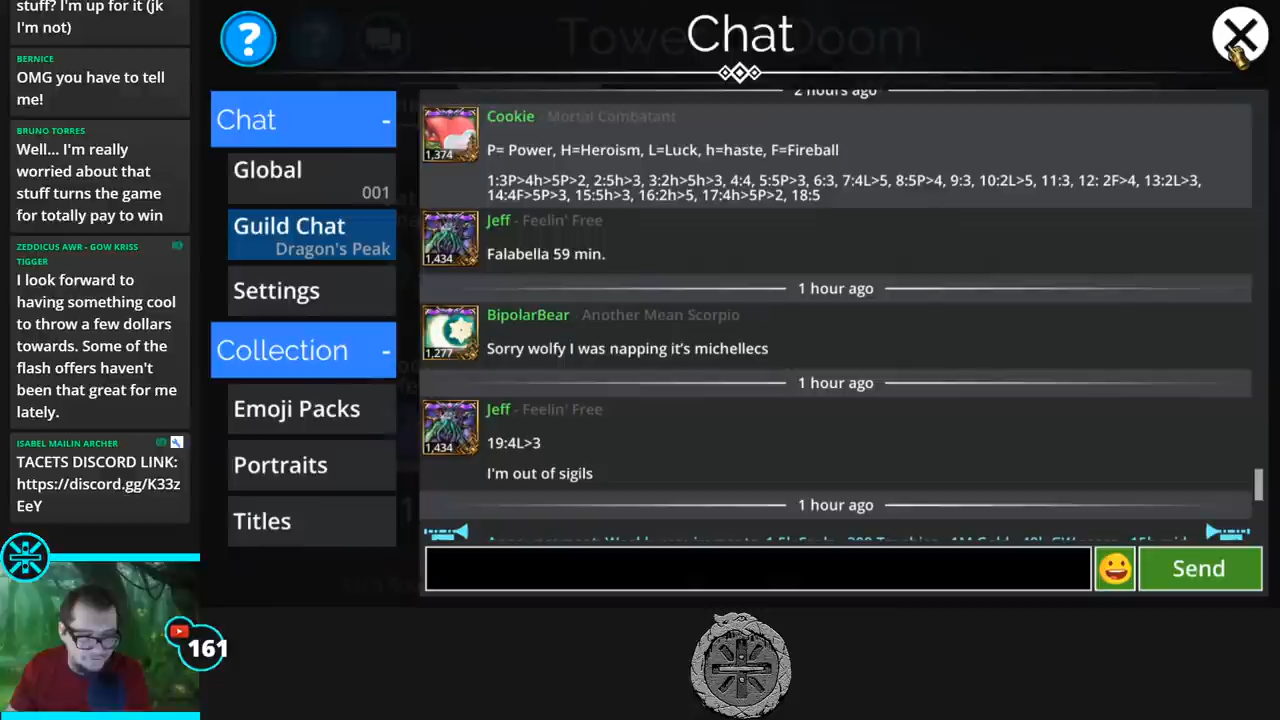 stuff? I'm up for it (jk
I'm not)
BERNICE
OMG you have to tell
me!
BRUNO TORRES
Well... I'm really
worried about that
stuff turns the game
for totally pay to win
ZEDDICUS AWR - GOW KRISS
TIGGER
I look forward to
having something cool
to throw a few dollars
towards. Some of the
flash offers haven't
been that great for me
lately.
ISABEL MAILIN ARCHER
TACETS DISCORD LINK:
https://discord.gg/K33z
EeY
161
?
Chat
Chat -
Global
001
Guild Chat
Dragon's Peak
Settings
Collection -
Emoji Packs
Portraits
Titles
2 hours ago
Cookie - Mortal Combatant
1,374
P= Power, H=Heroism, L=Luck, h=haste, F=Fireball
1:3P>4h>5P>2, 2:5h>3, 3:2h>5h>3, 4:4, 5:5P>3, 6:3, 7:4L>5, 8:5P>4, 9:3, 10:2L>5, 11:3, 12: 2F>4, 13:2L>3,
14:4F>5P>3, 15:5h>3, 16:2h>5, 17:4h>5P>2, 18:5
Jeff - Feelin' Free
1,434
Falabella 59 min.
1 hour ago
BipolarBear - Another Mean Scorpio
1,277
Sorry wolfy I was napping it's michellecs
1 hour ago
Jeff - Feelin' Free
1,434
19:4L>3
I'm out of sigils
1 hour ago
Send